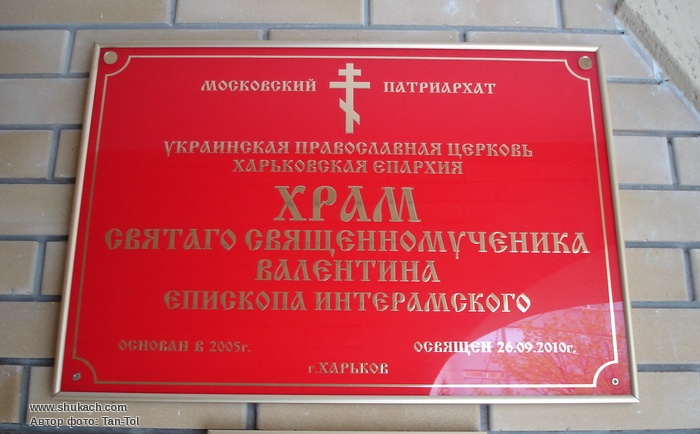 МОСКОВСКИЙ ПАТРИАРХАТ
УКРАИНСКАЯ ПРАВОСЛАВНАЯ ЦЕРКОВЬ
ХАРЬКОВСКАЯ ЕПАРХИЯ
ХРАМ
СВЯТАГО СВЯЩЕННОМУЧЕНИКА
ВАЛЕНТИНА
ЕПИСКОПА ИНТЕРАМСКОГО
ОСНОВАН В 2005г. ОСВЯЩЕН 26.09.2010г.
г.ХАРЬКОВ
www.shukach.com
Автор фото: Tan-Tol